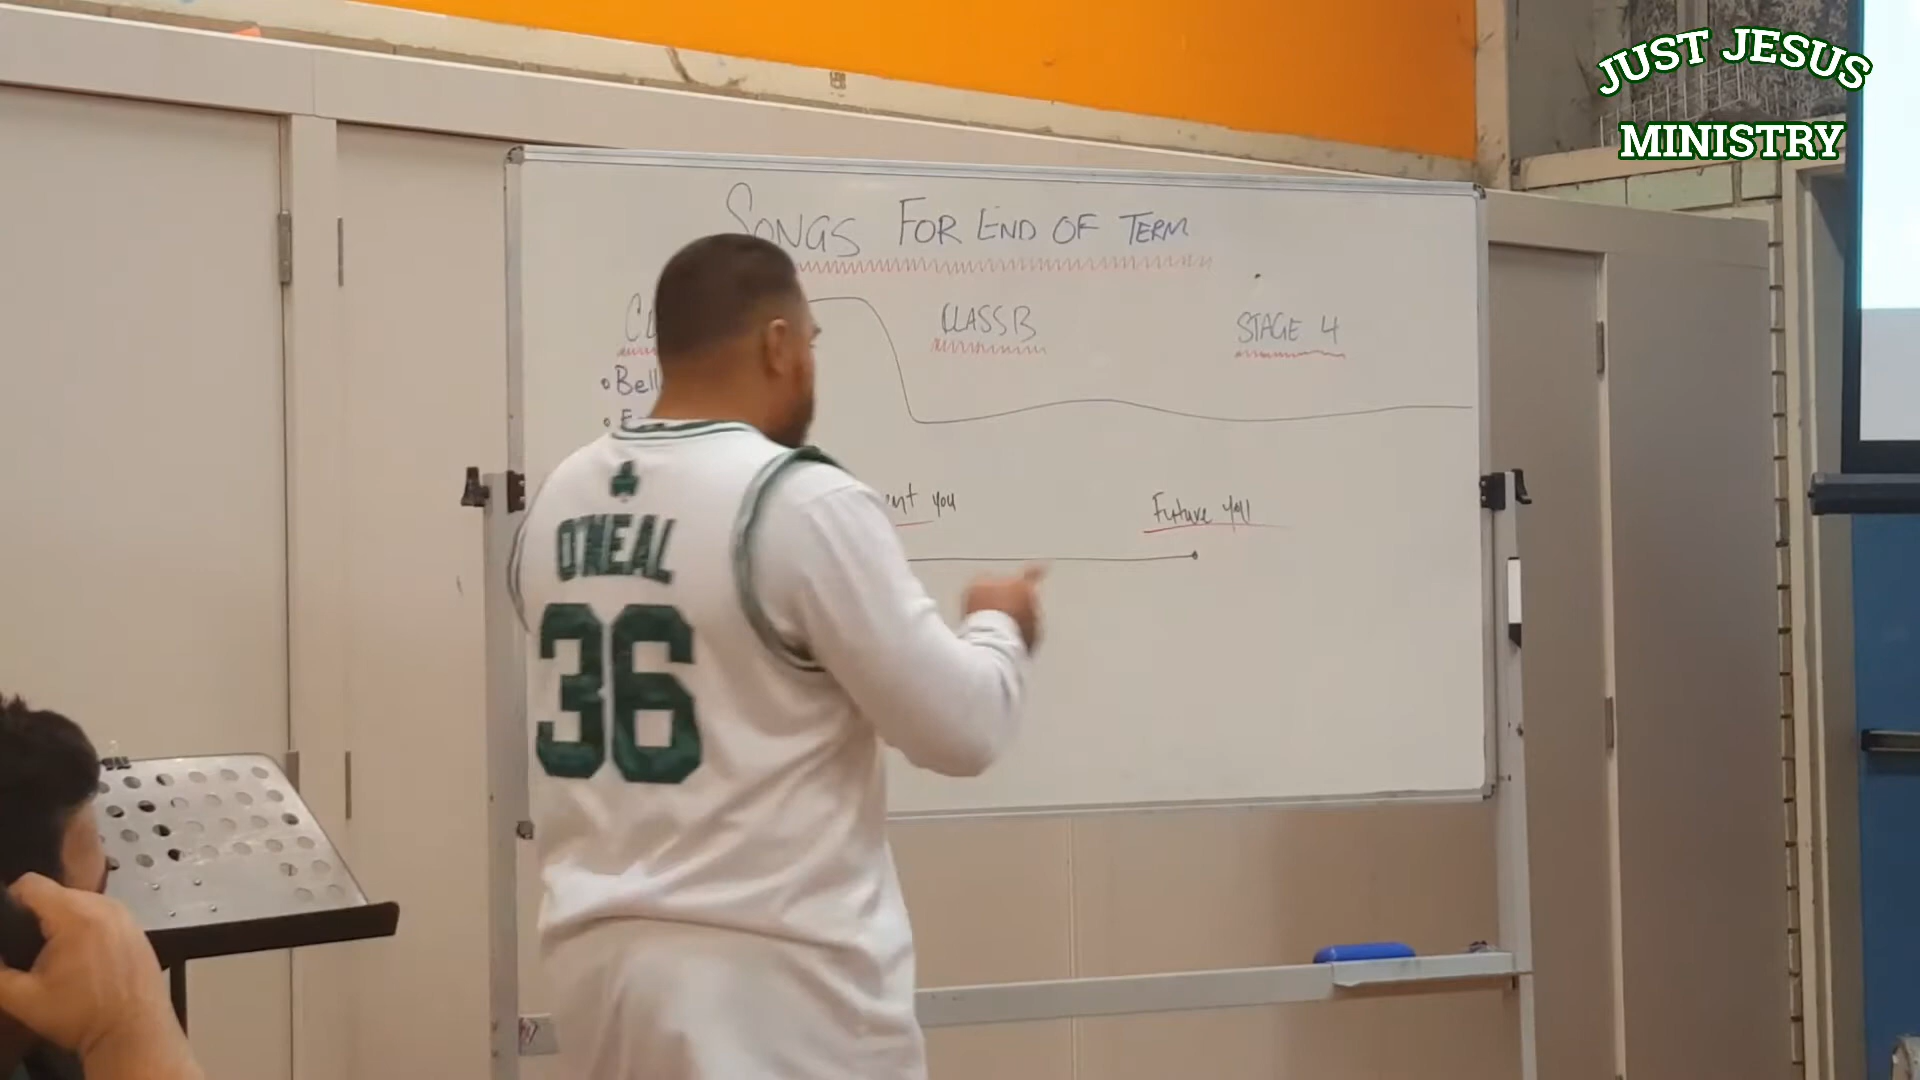 JUST JESUS
MINISTRY
SONGS FOR END OF TERM
CLASS B
STAGE 4
Bell
you
Future you
O'NEAL
36